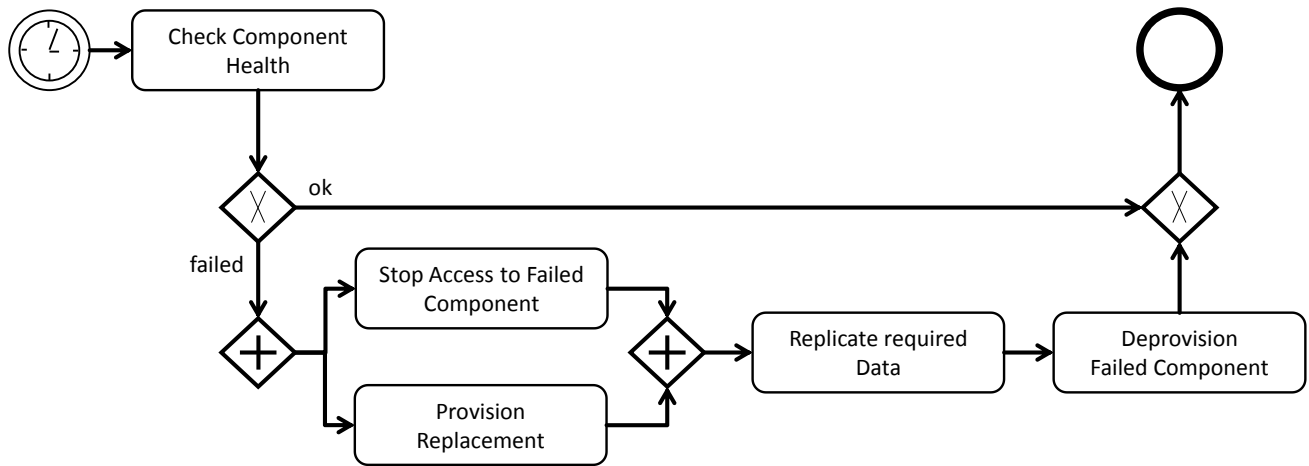 Check Component
Health
ok
failed
Stop Access to Failed
Component
Provision
Replacement
Replicate required
Data
Deprovision
Failed Component